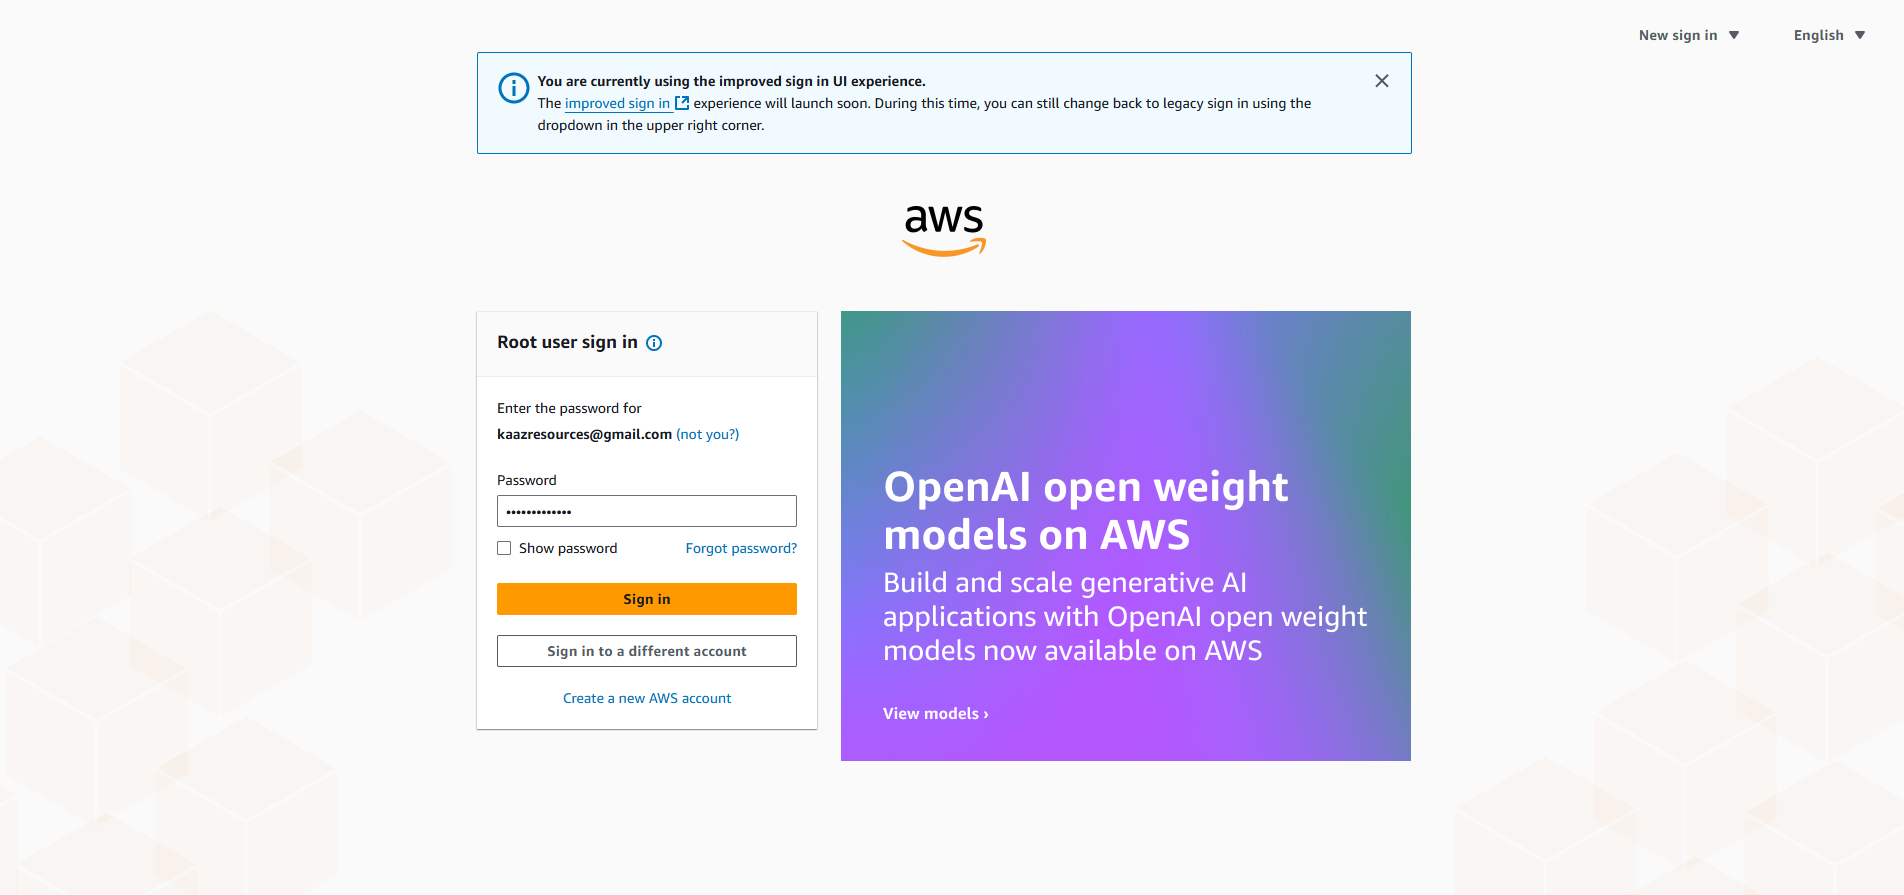 New sign in
English
You are currently using the improved sign in UI experience.
The improved sign in experience will launch soon. During this time, you can still change back to legacy sign in using the
dropdown in the upper right corner.
aws
Root user sign in
Enter the password for
kaazresources@gmail.com (not you?)
Password
•••••••••••••
Show password
Forgot password?
Sign in
Sign in to a different account
Create a new AWS account
OpenAI open weight
models on AWS
Build and scale generative AI
applications with OpenAI open weight
models now available on AWS
View models ›